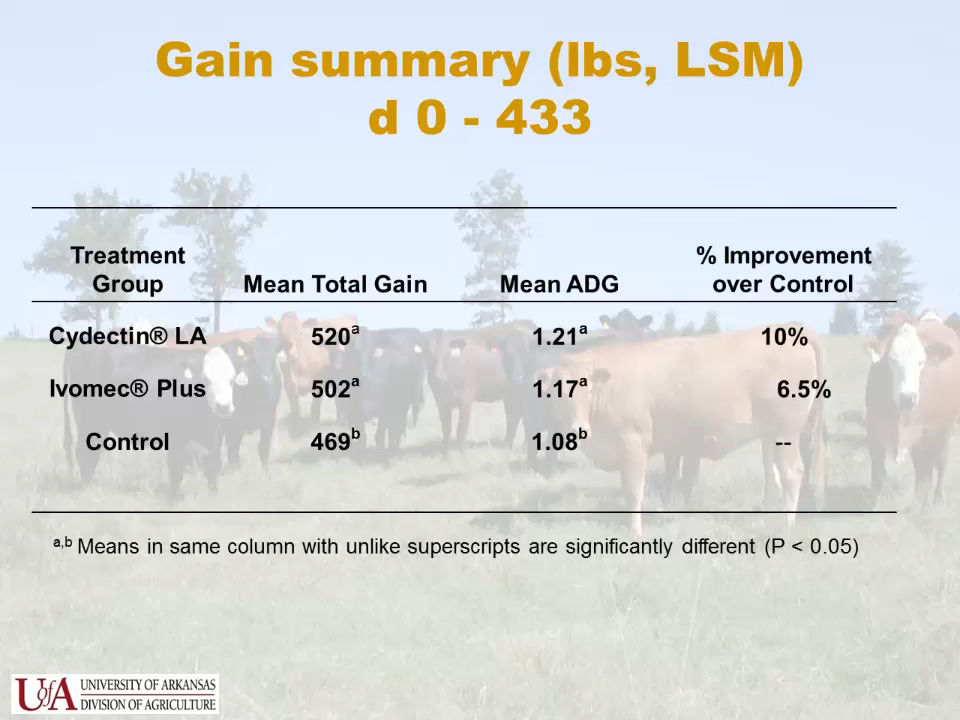 Gain summary (lbs, LSM)
d 0 - 433
Treatment
Group
Mean Total Gain
Mean ADG
% Improvement
over Control
Cydectin® LA 520a 1.21a 10%
Ivomec® Plus 502a 1.17a 6.5%
Control 469b 1.08b --
a,b Means in same column with unlike superscripts are significantly different (P < 0.05)
UofA
UNIVERSITY OF ARKANSAS
DIVISION OF AGRICULTURE